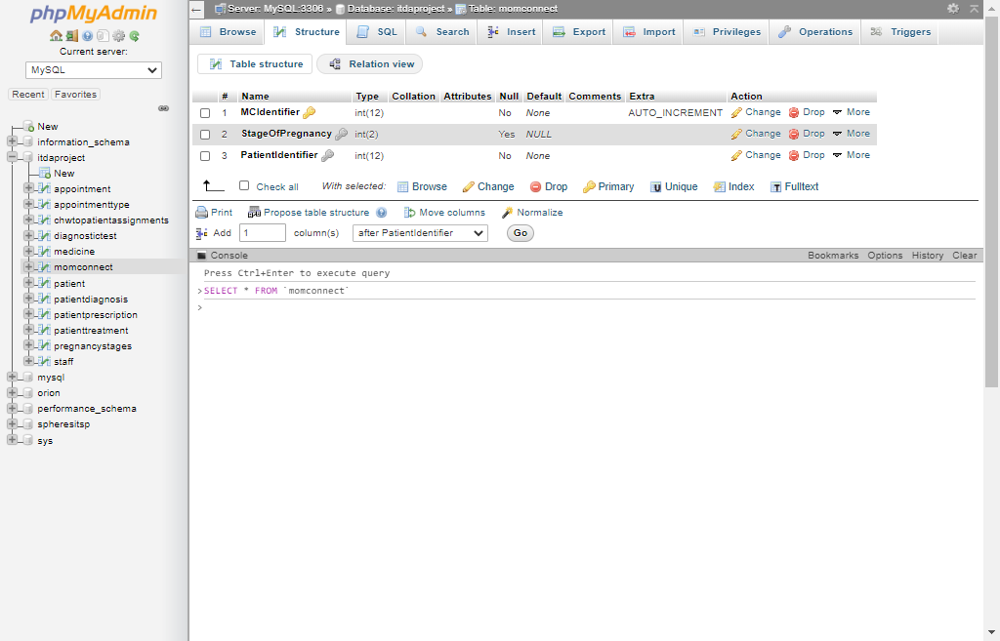 phpMyAdmin
Current server:
MySQL
Recent Favorites
New
information_schema
itdaproject
New
appointment
appointmenttype
chwtopatientassignments
diagnostictest
medicine
momconnect
patient
patientdiagnosis
patientprescription
patienttreatment
pregnancystages
staff
mysql
orion
performance_schema
spheresitsp
sys
Server: MySQL:3306 » Database: itdaproject » Table: momconnect
Browse Structure SQL Search Insert Export Import Privileges Operations Triggers
Table structure Relation view
# Name Type Collation Attributes Null Default Comments Extra Action
1 MCIdentifier int(12) No None AUTO_INCREMENT Change Drop More
2 StageOfPregnancy int(2) Yes NULL Change Drop More
3 PatientIdentifier int(12) No None Change Drop More
Check all With selected: Browse Change Drop Primary Unique Index Fulltext
Print Propose table structure Move columns Normalize
Add 1 column(s) after PatientIdentifier Go
Console Bookmarks Options History Clear
Press Ctrl+Enter to execute query
>SELECT * FROM `momconnect`
>